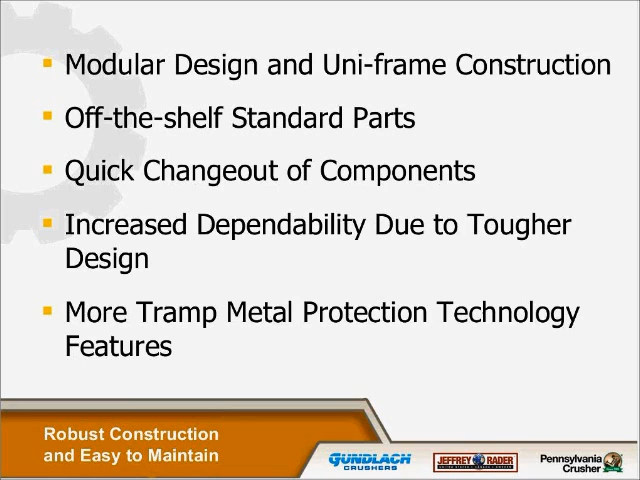 Modular Design and Uni-frame Construction
Off-the-shelf Standard Parts
Quick Changeout of Components
Increased Dependability Due to Tougher
Design
More Tramp Metal Protection Technology
Features
Robust Construction
and Easy to Maintain
GUNDLACH
CRUSHERS
JEFFREY RADER
Pennsylvania
Crusher